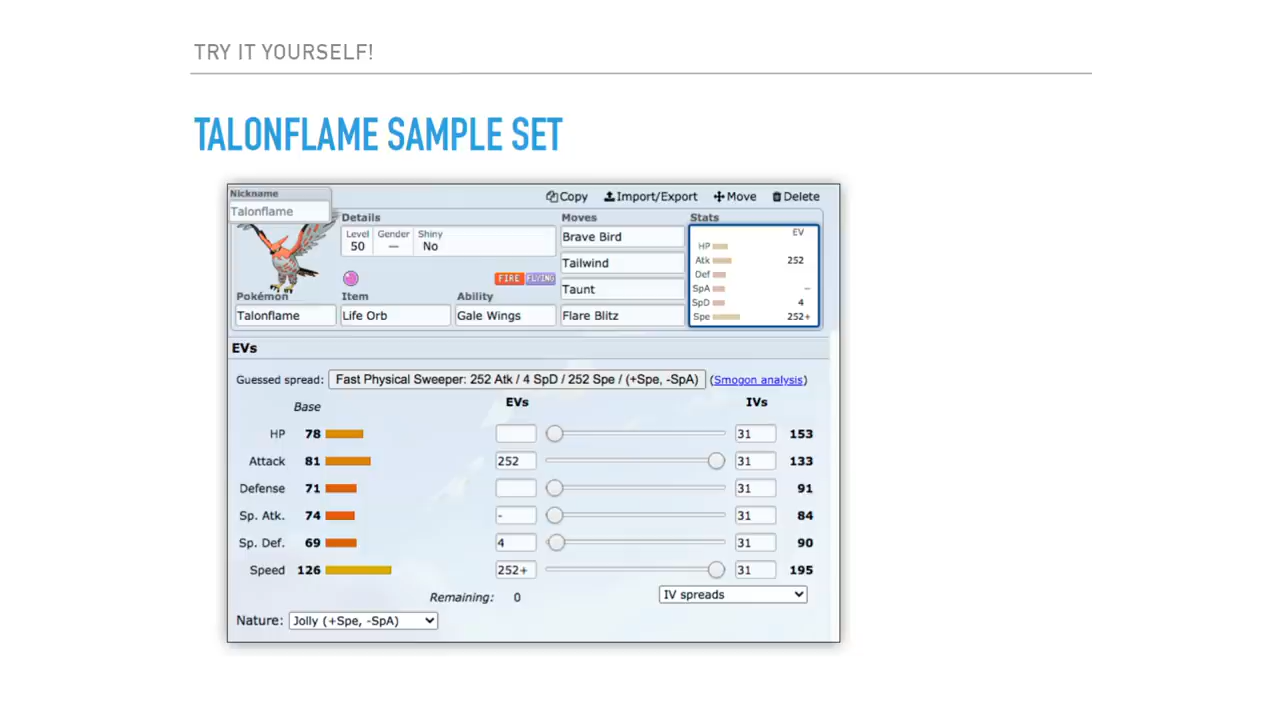 TRY IT YOURSELF!
TALONFLAME SAMPLE SET
Nickname
Talonflame
Copy Import/Export Move Delete
Details Moves Stats
Level Gender Shiny
50 — No
Brave Bird
Tailwind
Taunt
Flare Blitz
EV
HP
Atk 252
Def
SpA –
SpD 4
Spe 252+
FIRE FLYING
Pokémon Item Ability
Talonflame Life Orb Gale Wings
EVs
Guessed spread: Fast Physical Sweeper: 252 Atk / 4 SpD / 252 Spe / (+Spe, -SpA) (Smogon analysis)
Base EVs IVs
HP 78 31 153
Attack 81 252 31 133
Defense 71 31 91
Sp. Atk. 74 - 31 84
Sp. Def. 69 4 31 90
Speed 126 252+ 31 195
Remaining: 0 IV spreads
Nature: Jolly (+Spe, -SpA)